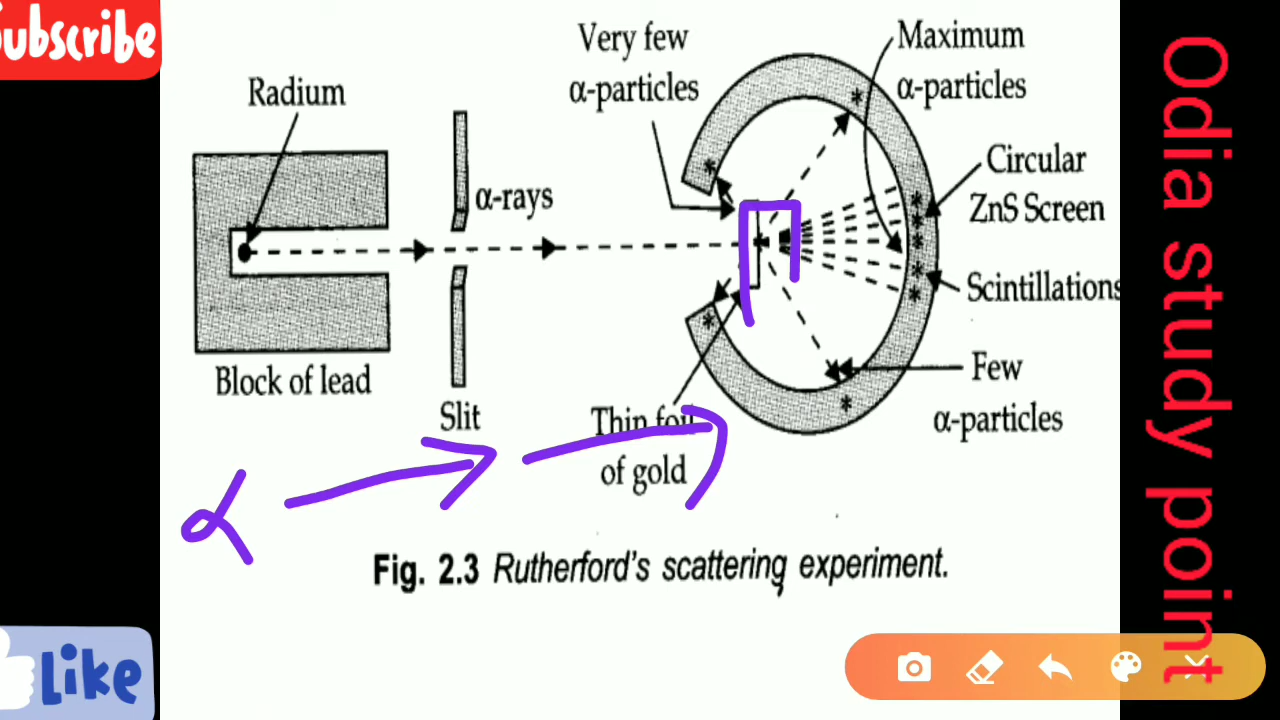 Subscribe
Radium
Very few
α-particles
Maximum
α-particles
α-rays
Circular
ZnS Screen
Scintillations
Block of lead
Slit
Thin foil
of gold
Few
α-particles
α
Fig. 2.3 Rutherford's scattering experiment.
Like
Odia study point